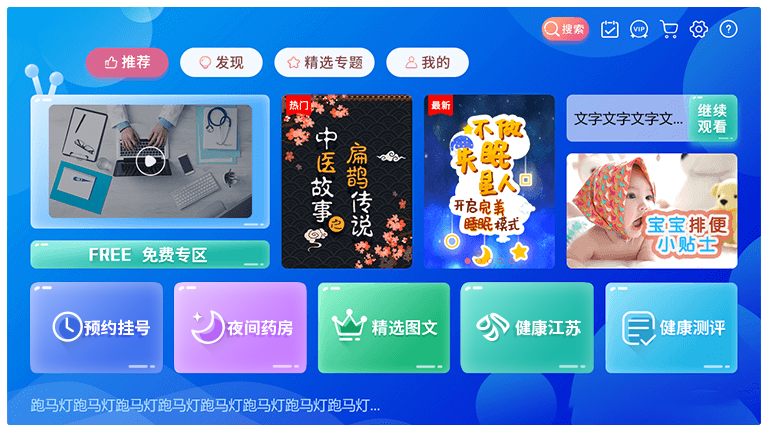 搜索
VIP
推荐
发现
精选专题
我的
热门
中医故事之
扁鹊传说
最新
不做
失眠
星人
开启完美
睡眠模式
文字文字文字文...
继续
观看
宝宝排便
小贴士
FREE 免费专区
预约挂号
夜间药房
精选图文
健康江苏
健康测评
跑马灯跑马灯跑马灯跑马灯跑马灯跑马灯跑马灯跑马灯...